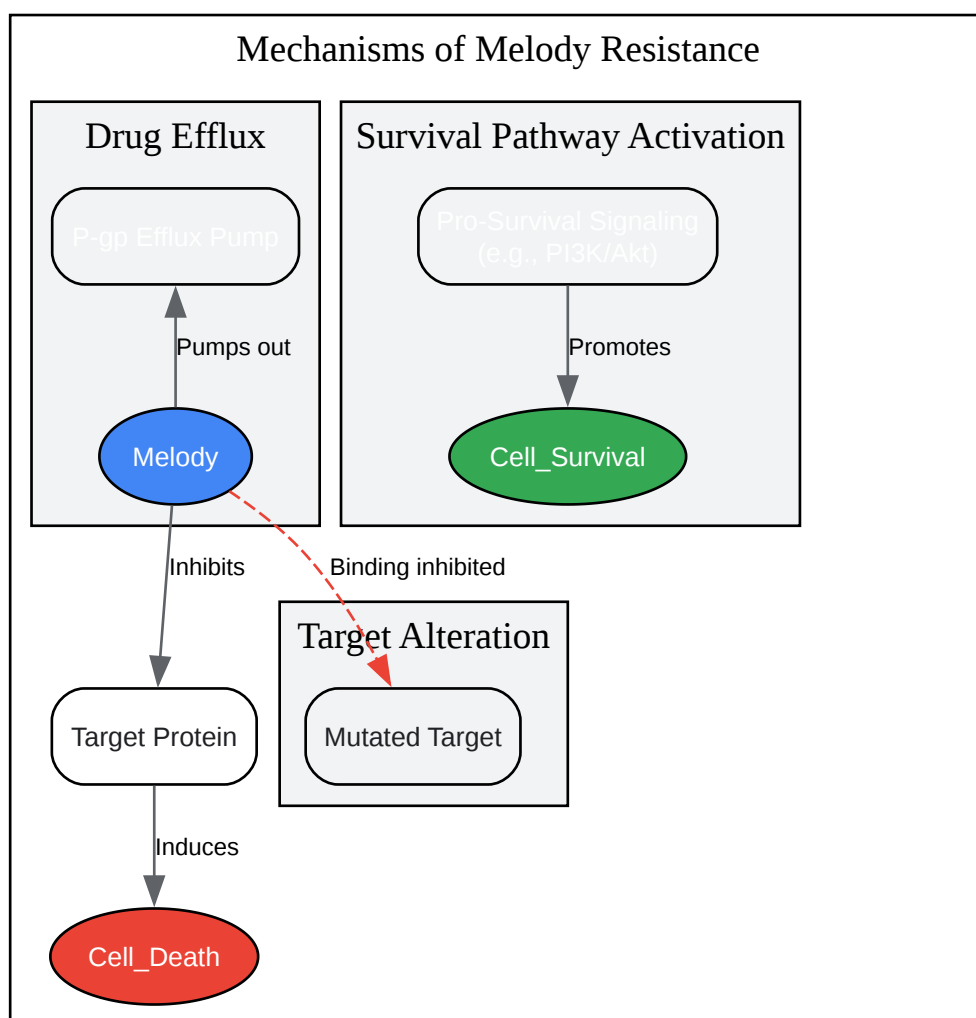 Mechanisms of Melody Resistance
Drug Efflux
Survival Pathway Activation
P-gp Efflux Pump
Pro-Survival Signaling
(e.g., PI3K/Akt)
Pumps out
Promotes
Melody
Cell_Survival
Inhibits
Binding inhibited
Target Alteration
Target Protein
Mutated Target
Induces
Cell_Death